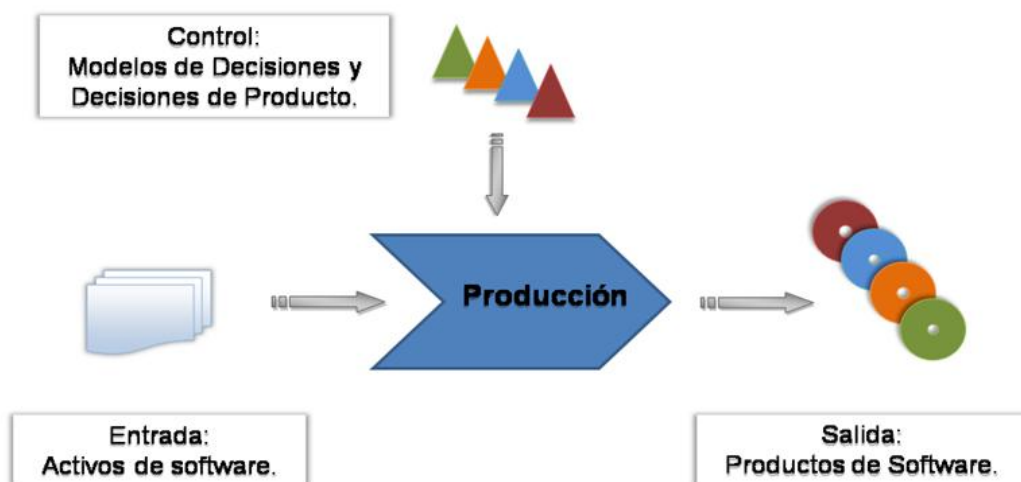 Control:
Modelos de Decisiones y
Decisiones de Producto.
Producción
Entrada:
Activos de software.
Salida:
Productos de Software.